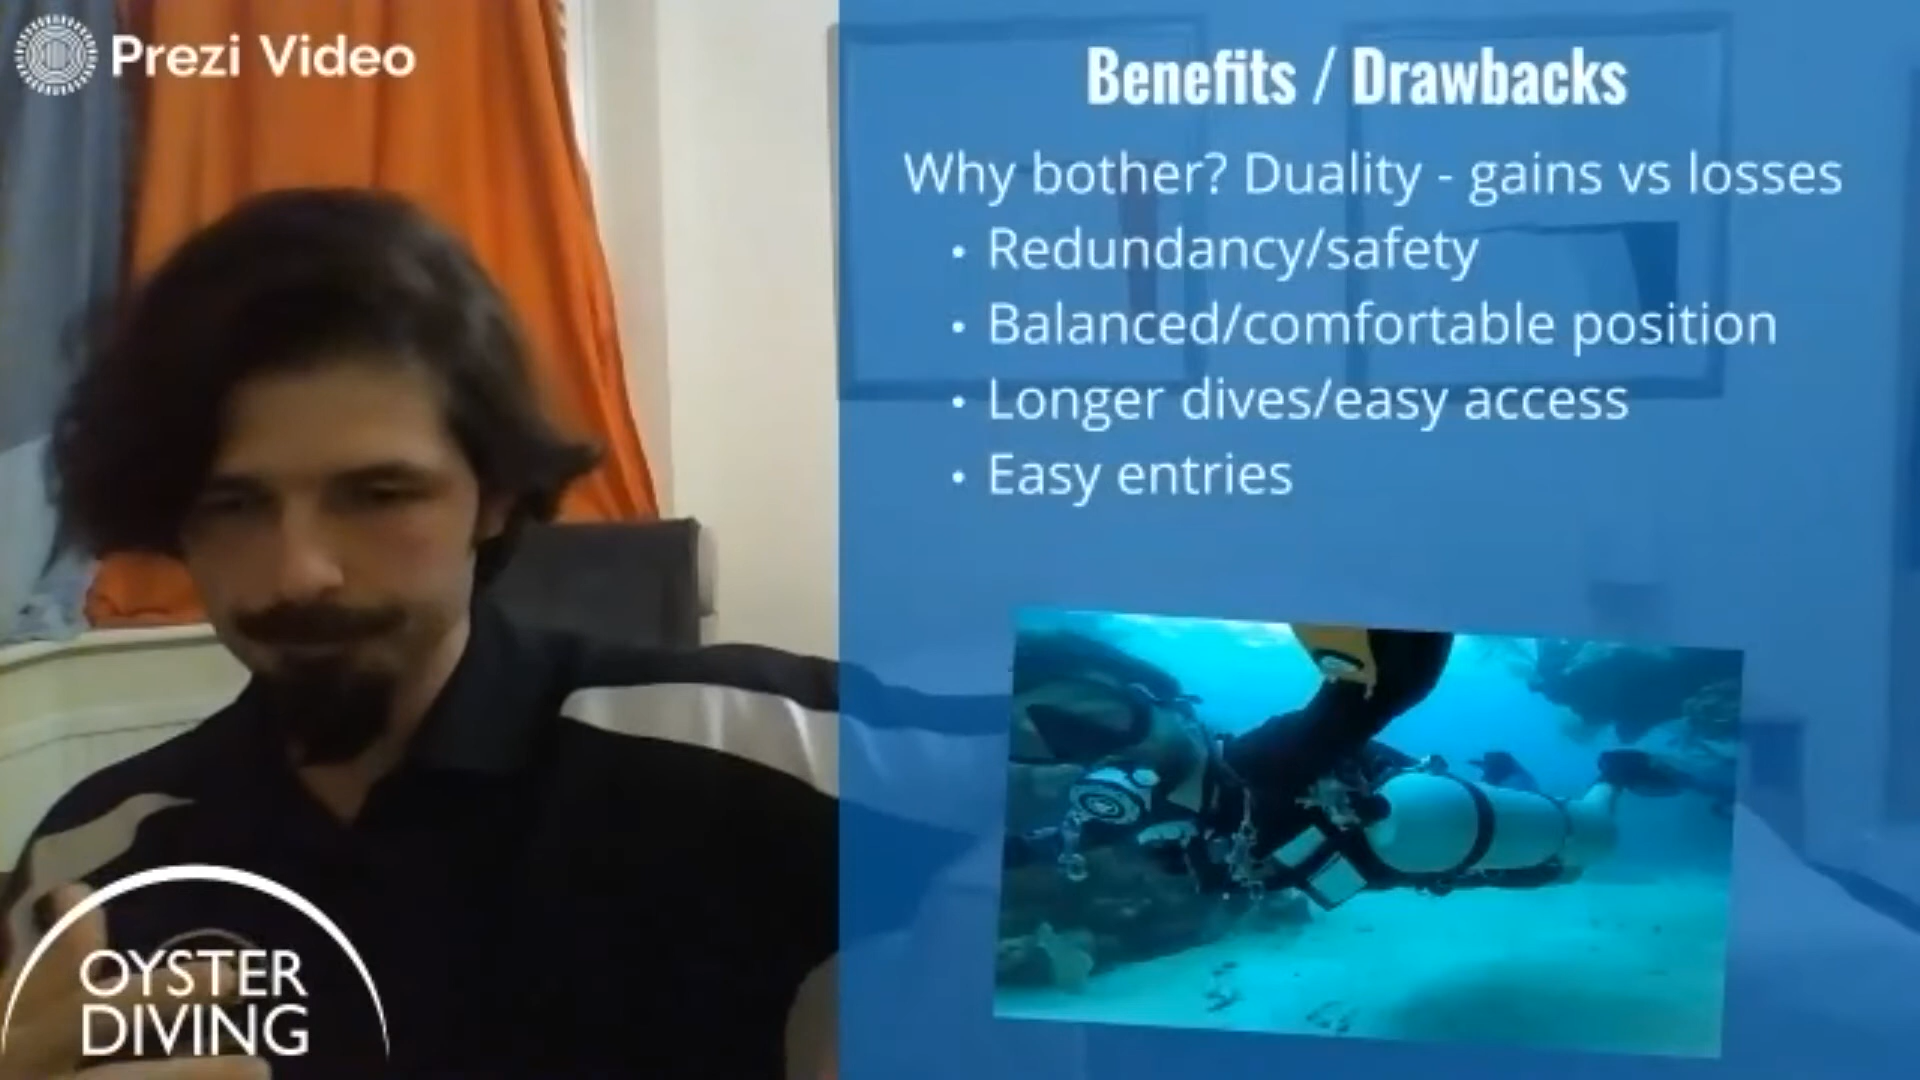 Prezi Video
Benefits / Drawbacks
Why bother? Duality - gains vs losses
• Redundancy/safety
• Balanced/comfortable position
• Longer dives/easy access
• Easy entries
OYSTER
DIVING